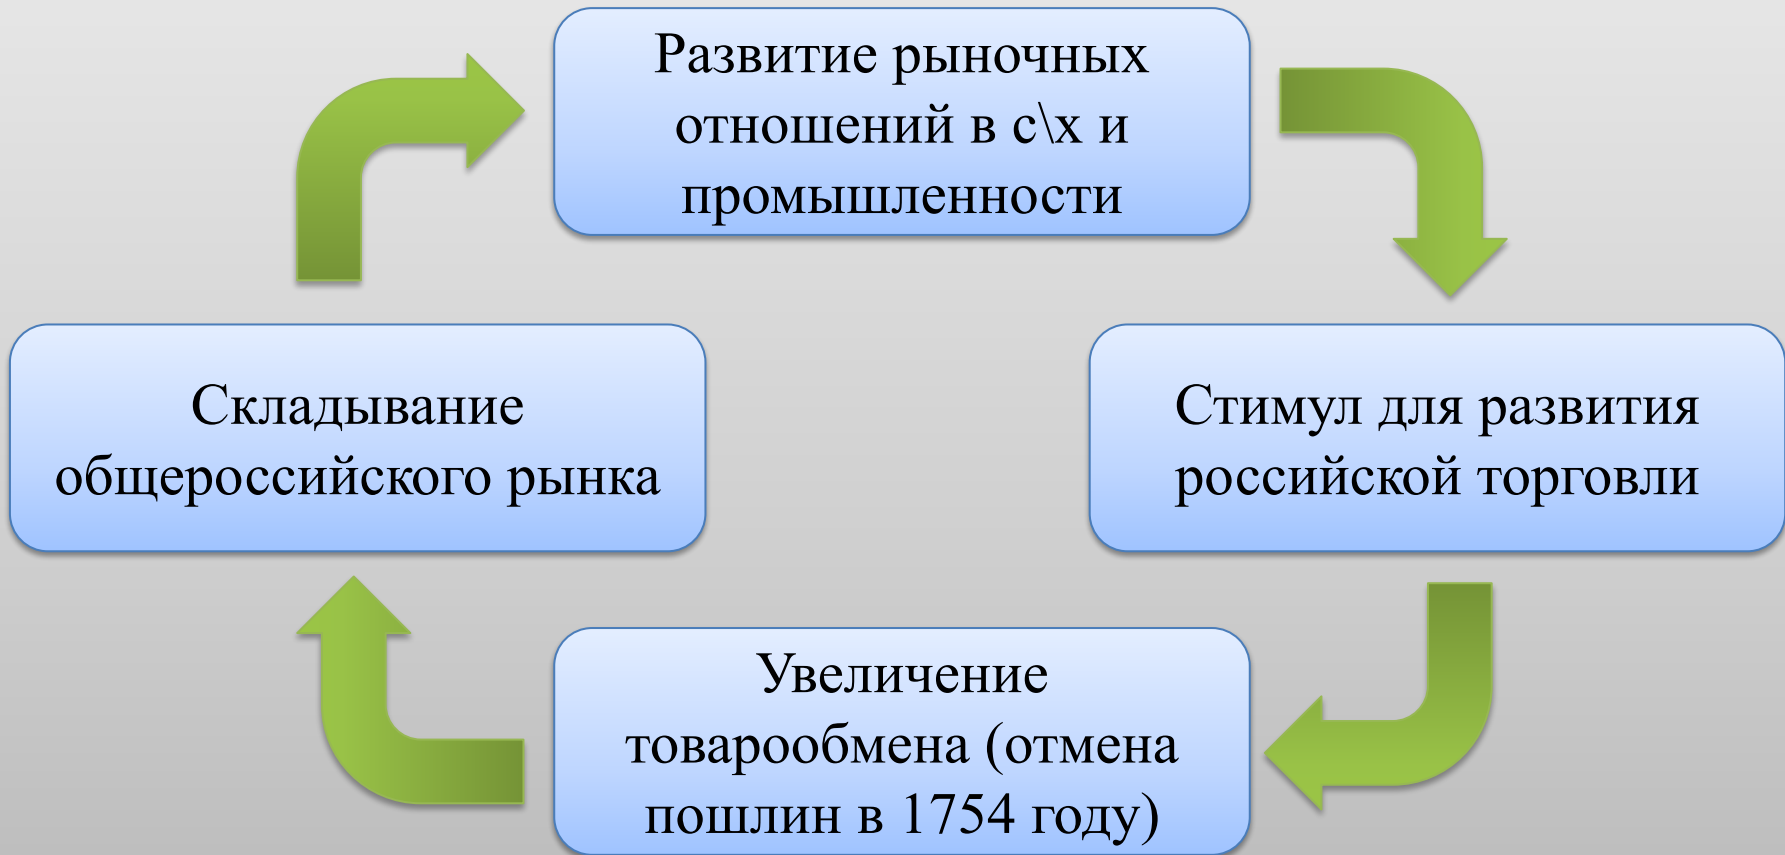 Развитие рыночных
отношений в с\х и
промышленности
Складывание
общероссийского рынка
Стимул для развития
российской торговли
Увеличение
товарообмена (отмена
пошлин в 1754 году)